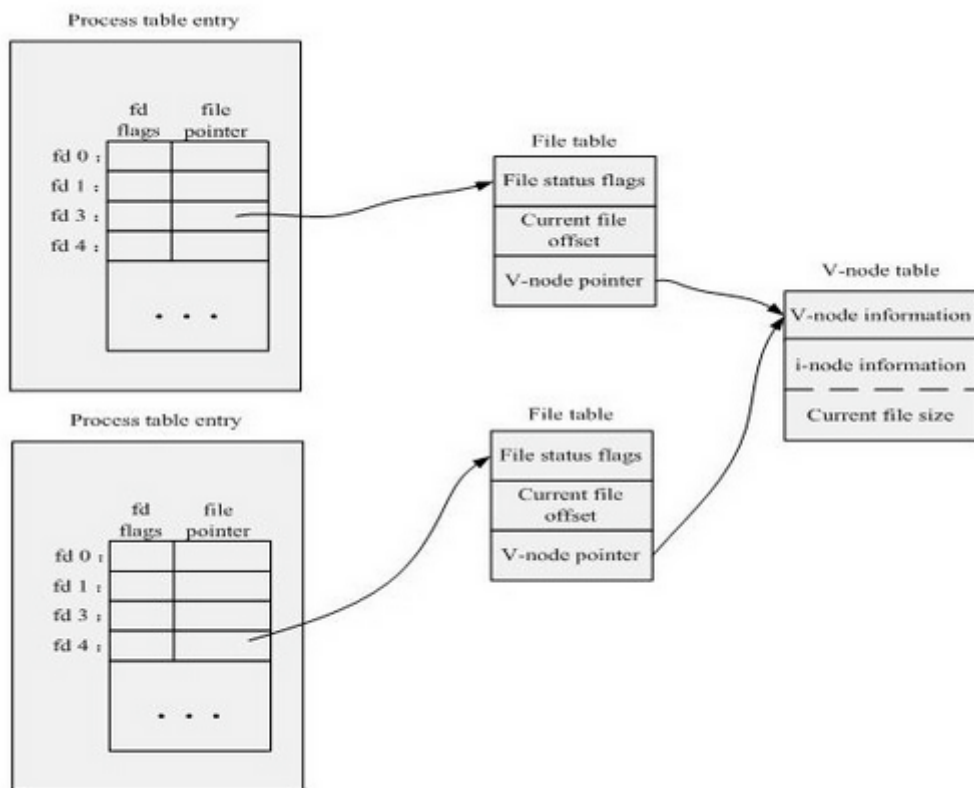 Process table entry
fd flags
file pointer
fd 0 :
fd 1 :
fd 3 :
fd 4 :
. . .
File table
File status flags
Current file offset
V-node pointer
V-node table
V-node information
i-node information
Current file size
Process table entry
fd flags
file pointer
fd 0 :
fd 1 :
fd 3 :
fd 4 :
. . .
File table
File status flags
Current file offset
V-node pointer